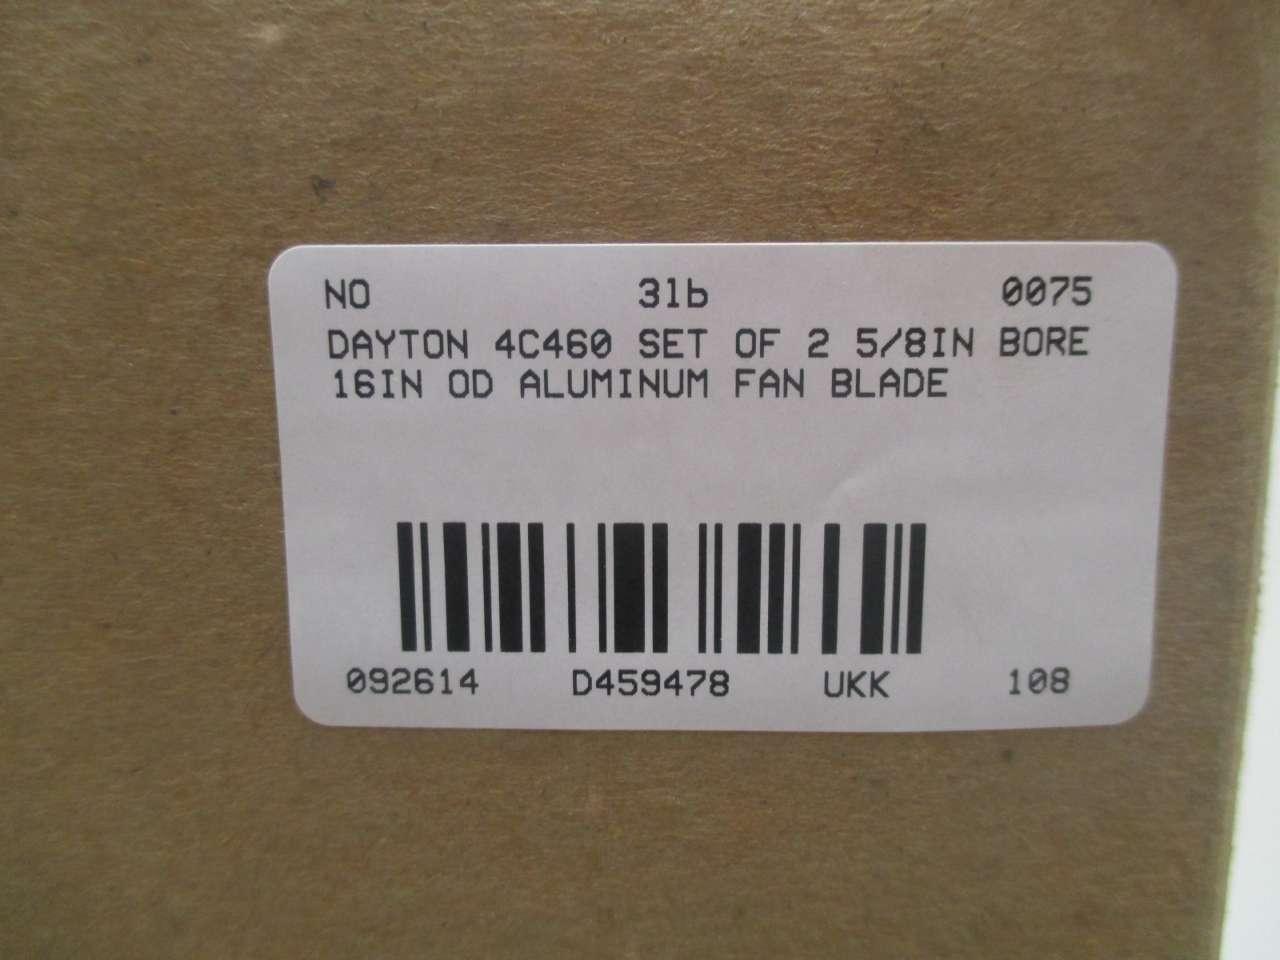 NO 31b 0075
DAYTON 4C460 SET OF 2 5/8IN BORE
16IN OD ALUMINUM FAN BLADE
092614 D459478 UKK 108